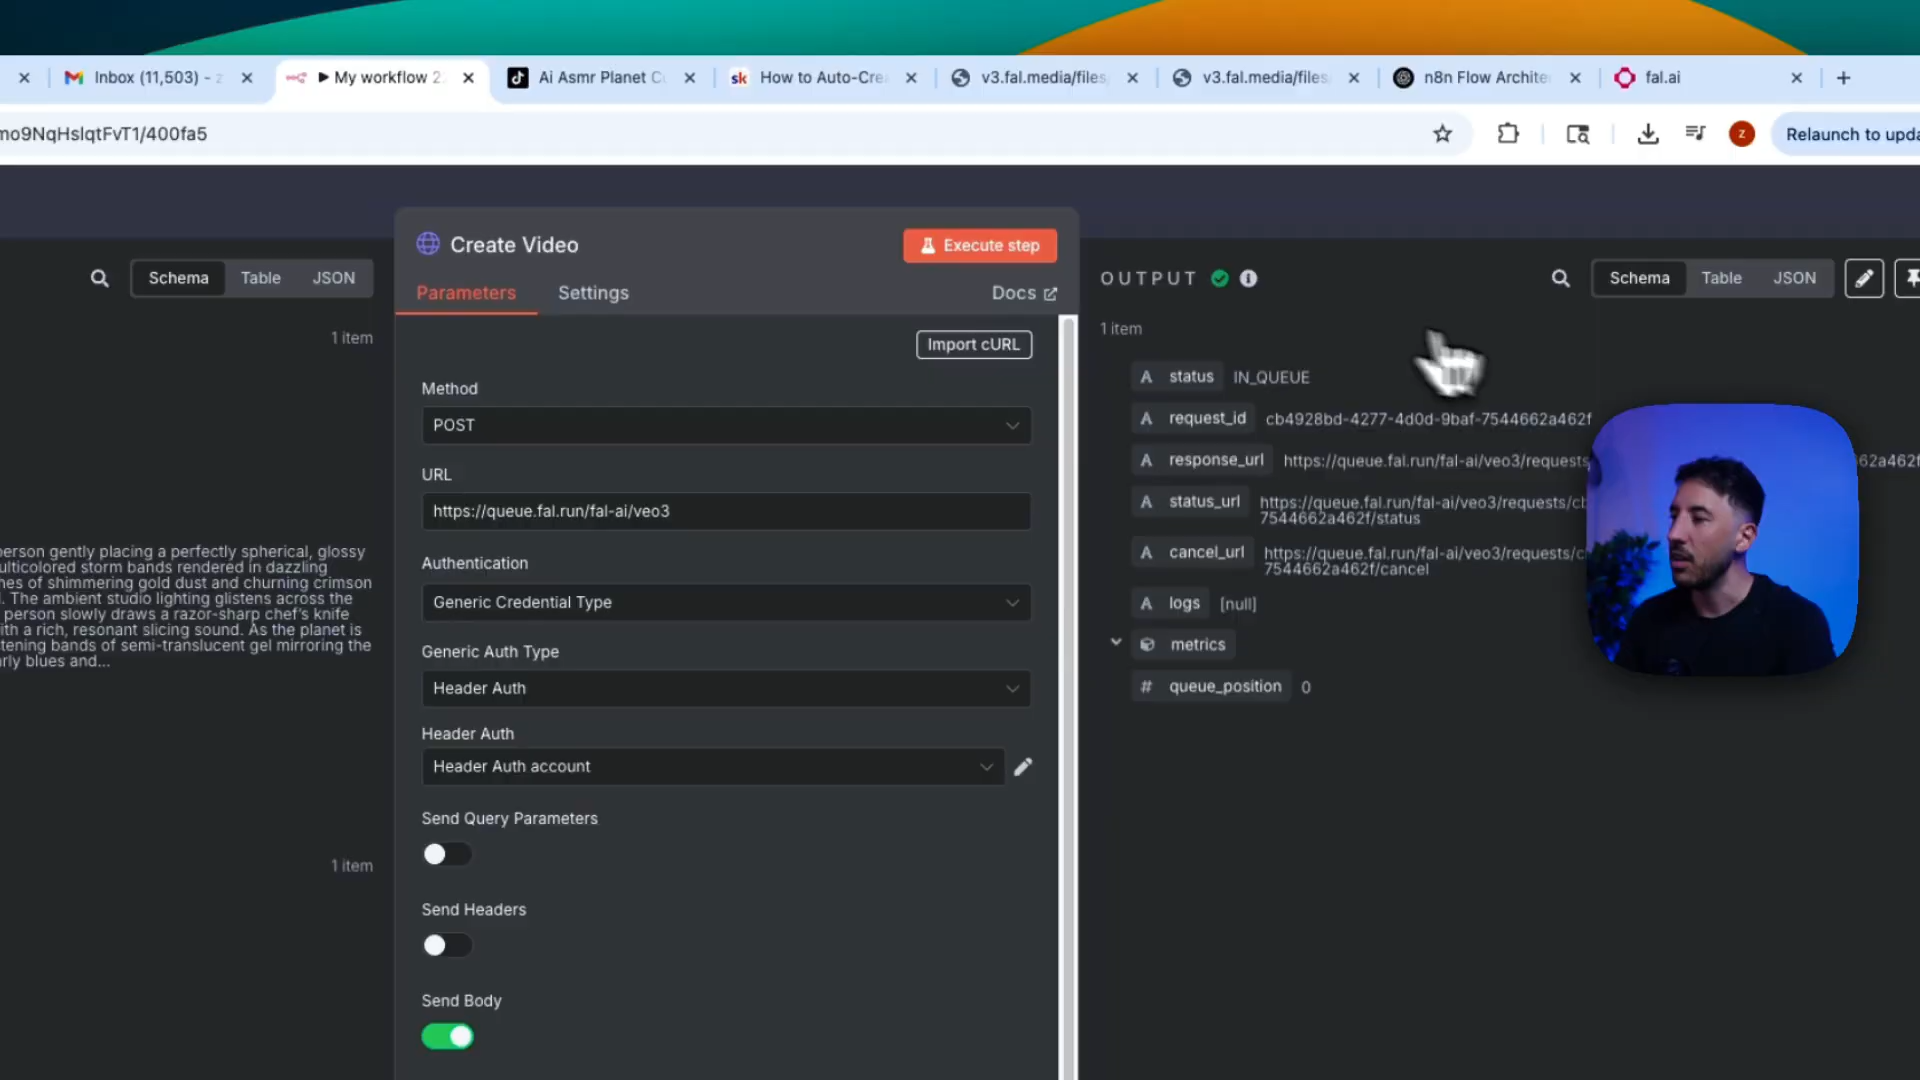 Inbox (11,503) - z
My workflow 2
Ai Asmr Planet Cu
sk
How to Auto-Crea
v3.fal.media/files
v3.fal.media/files
n8n Flow Archite
fal.ai
mo9NqHslqtFvT1/400fa5
z
Relaunch to upda
Create Video
Execute step
Schema
Table
JSON
Parameters
Settings
Docs
OUTPUT
Schema
Table
JSON
1 item
Import cURL
1 item
Method
POST
URL
https://queue.fal.run/fal-ai/veo3
Authentication
Generic Credential Type
Generic Auth Type
Header Auth
Header Auth
Header Auth account
Send Query Parameters
Send Headers
Send Body
person gently placing a perfectly spherical, glossy
ulticolored storm bands rendered in dazzling
nes of shimmering gold dust and churning crimson
. The ambient studio lighting glistens across the
person slowly draws a razor-sharp chef's knife
ith a rich, resonant slicing sound. As the planet is
tening bands of semi-translucent gel mirroring the
arly blues and...
1 item
A status IN_QUEUE
A request_id cb4928bd-4277-4d0d-9baf-7544662a462f
A response_url https://queue.fal.run/fal-ai/veo3/requests
62a462f
A status_url https://queue.fal.run/fal-ai/veo3/requests/cb
7544662a462f/status
A cancel_url https://queue.fal.run/fal-ai/veo3/requests/c
7544662a462f/cancel
A logs [null]
metrics
# queue_position 0